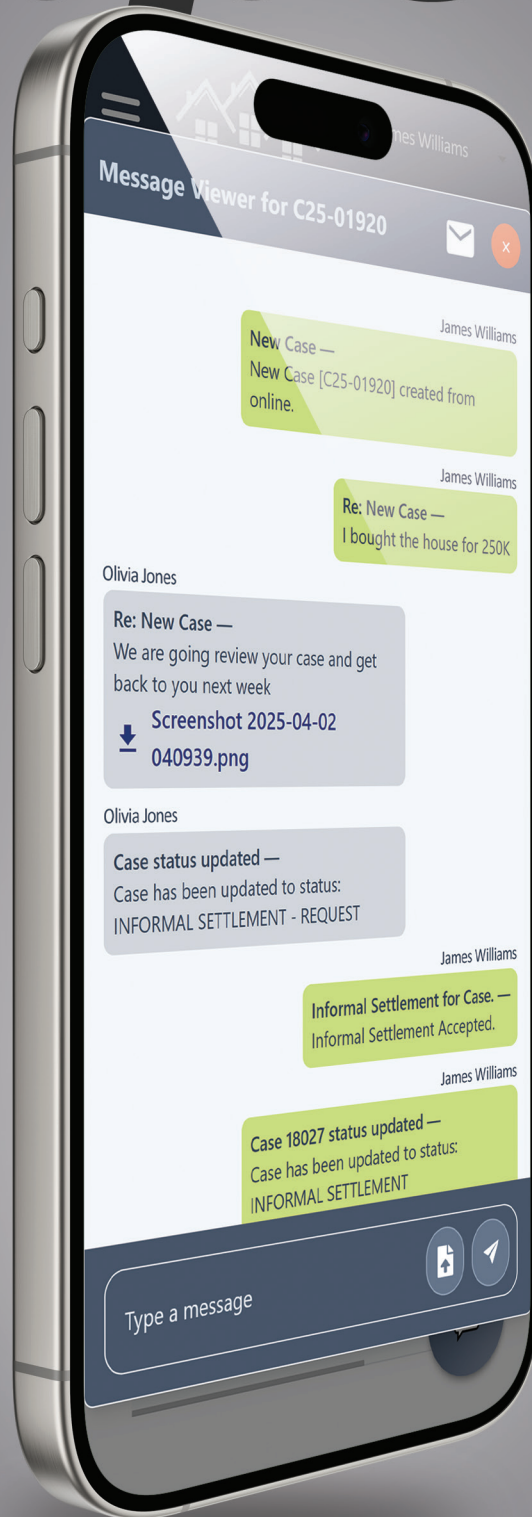 mes Williams
Message Viewer for C25-01920
x
James Williams
New Case —
New Case [C25-01920] created from
online.
James Williams
Re: New Case —
I bought the house for 250K
Olivia Jones
Re: New Case —
We are going review your case and get
back to you next week
Screenshot 2025-04-02
040939.png
Olivia Jones
Case status updated —
Case has been updated to status:
INFORMAL SETTLEMENT - REQUEST
James Williams
Informal Settlement for Case. —
Informal Settlement Accepted.
James Williams
Case 18027 status updated —
Case has been updated to status:
INFORMAL SETTLEMENT
Type a message